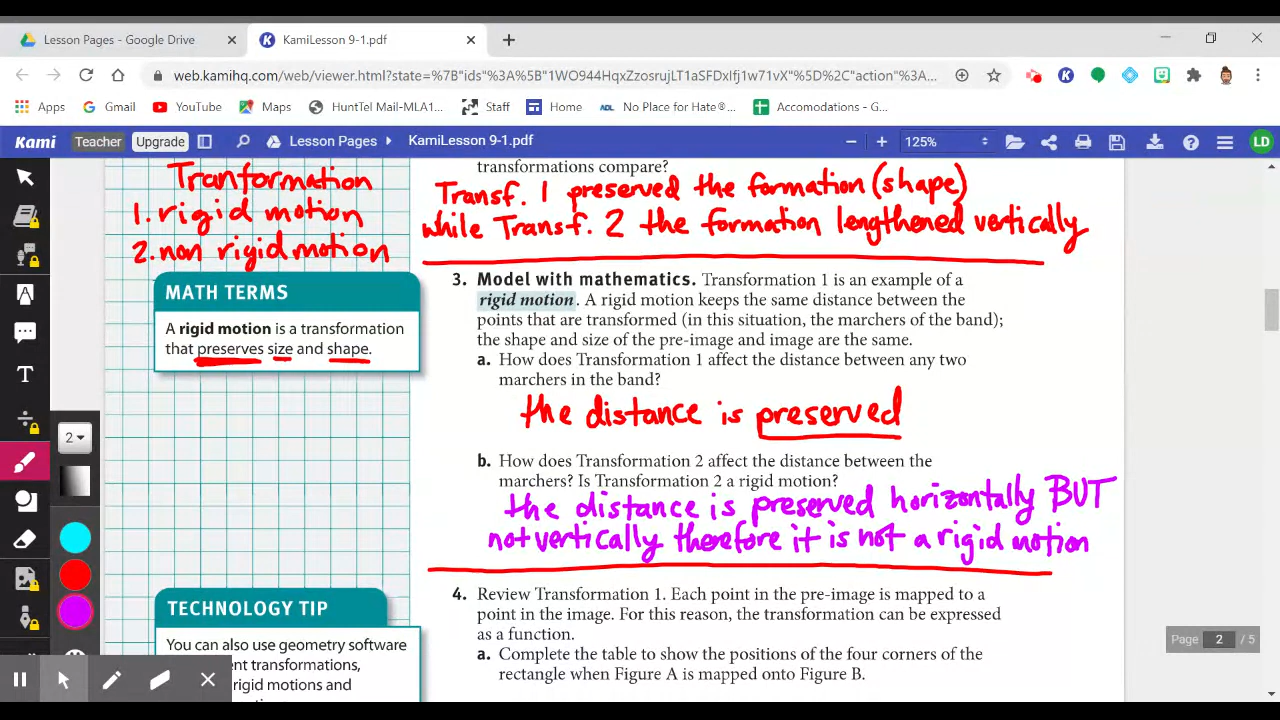 Lesson Pages - Google Drive
KamiLesson 9-1.pdf
web.kamihq.com/web/viewer.html?state=%7B"ids"%3A%5B"1WO944HqxZzosrujLT1aSFDxIfj1w71vX"%5D%2C"action"%3A...
Apps Gmail YouTube Maps HuntTel Mail-MLA1... Staff Home ADL No Place for Hate:... Accomodations - G...
Kami Teacher Upgrade Lesson Pages KamiLesson 9-1.pdf 125% LD
transformations compare?
Tranformation
1. rigid motion
2. non rigid motion
Transf. 1 preserved the formation (shape)
while Transf. 2 the formation lengthened vertically
MATH TERMS
A rigid motion is a transformation
that preserves size and shape.
3. Model with mathematics. Transformation 1 is an example of a
rigid motion. A rigid motion keeps the same distance between the
points that are transformed (in this situation, the marchers of the band);
the shape and size of the pre-image and image are the same.
a. How does Transformation 1 affect the distance between any two
marchers in the band?
the distance is preserved
b. How does Transformation 2 affect the distance between the
marchers? Is Transformation 2 a rigid motion?
the distance is preserved horizontally BUT
not vertically therefore it is not a rigid motion
2
TECHNOLOGY TIP
You can also use geometry software
ent transformations,
rigid motions and
4. Review Transformation 1. Each point in the pre-image is mapped to a
point in the image. For this reason, the transformation can be expressed
as a function.
a. Complete the table to show the positions of the four corners of the
rectangle when Figure A is mapped onto Figure B.
Page 2 / 5